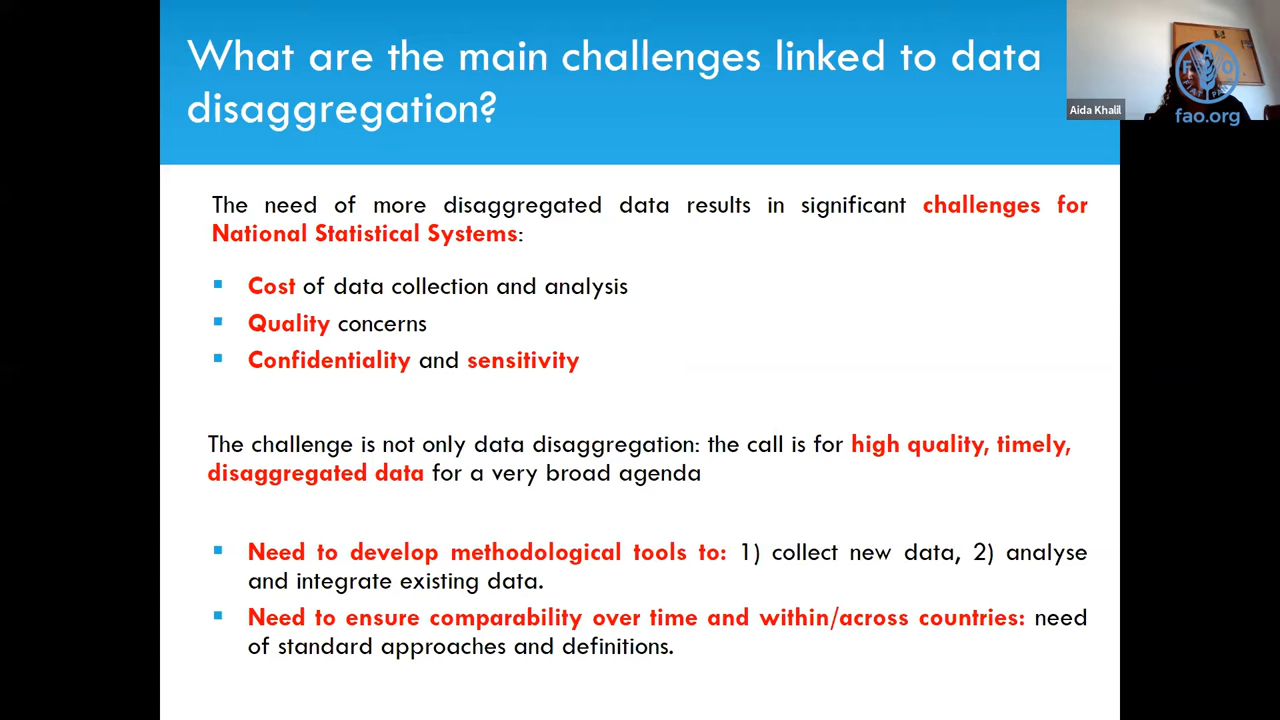 What are the main challenges linked to data
disaggregation?
Aida Khalil
F A O
FIAT PANIS
fao.org
The need of more disaggregated data results in significant challenges for
National Statistical Systems:
Cost of data collection and analysis
Quality concerns
Confidentiality and sensitivity
The challenge is not only data disaggregation: the call is for high quality, timely,
disaggregated data for a very broad agenda
Need to develop methodological tools to: 1) collect new data, 2) analyse
and integrate existing data.
Need to ensure comparability over time and within/across countries: need
of standard approaches and definitions.